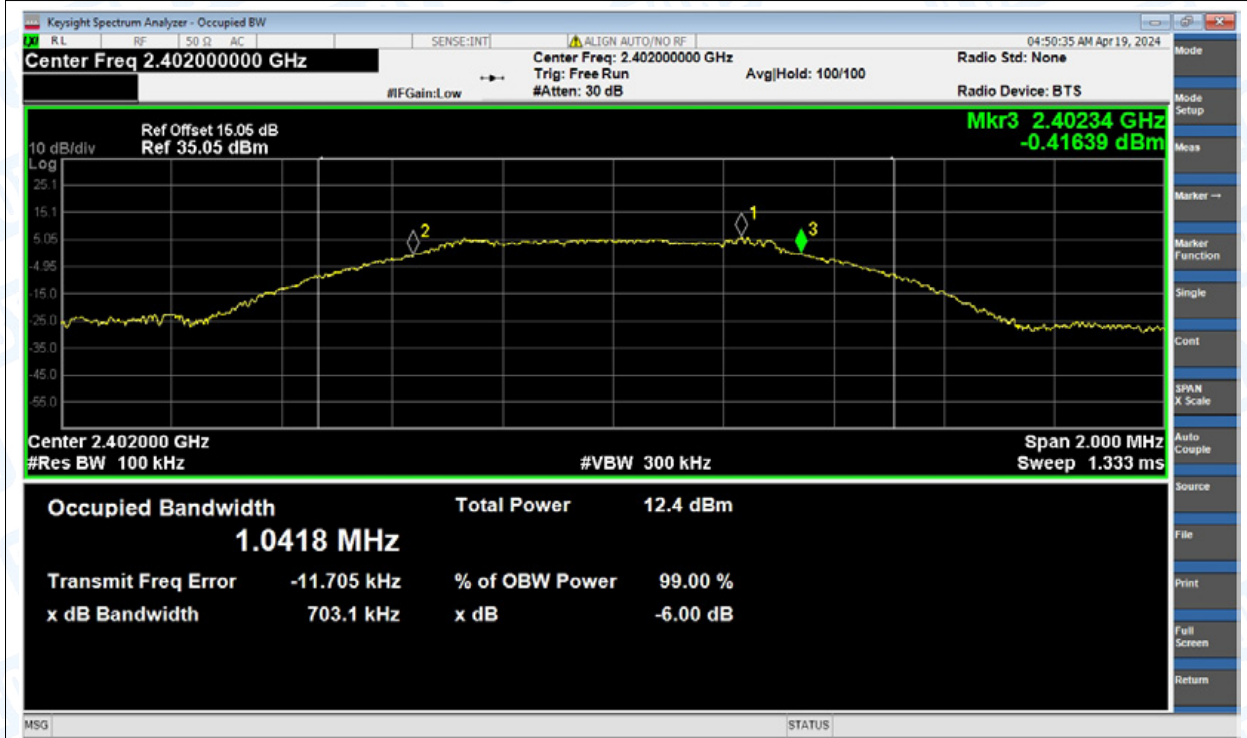 Keysight Spectrum Analyzer - Occupied BW
RL RF 50 Ω AC SENSE:INT ALIGN AUTO/NO RF 04:50:35 AM Apr 19, 2024
Center Freq 2.402000000 GHz
Center Freq: 2.402000000 GHz
Radio Std: None
Trig: Free Run Avg|Hold: 100/100
#IFGain:Low #Atten: 30 dB Radio Device: BTS
Ref Offset 15.05 dB
10 dB/div Ref 35.05 dBm
Mkr3 2.40234 GHz
-0.41639 dBm
Log
25.1
15.1
5.05
-4.95
-15.0
-25.0
-35.0
-45.0
-55.0
2
1
3
Center 2.402000 GHz Span 2.000 MHz
#Res BW 100 kHz #VBW 300 kHz Sweep 1.333 ms
Occupied Bandwidth Total Power 12.4 dBm
1.0418 MHz
Transmit Freq Error -11.705 kHz % of OBW Power 99.00 %
x dB Bandwidth 703.1 kHz x dB -6.00 dB
Mode
Mode
Setup
Meas
Marker →
Marker
Function
Single
Cont
SPAN
X Scale
Auto
Couple
Source
File
Print
Full
Screen
Return
MSG STATUS